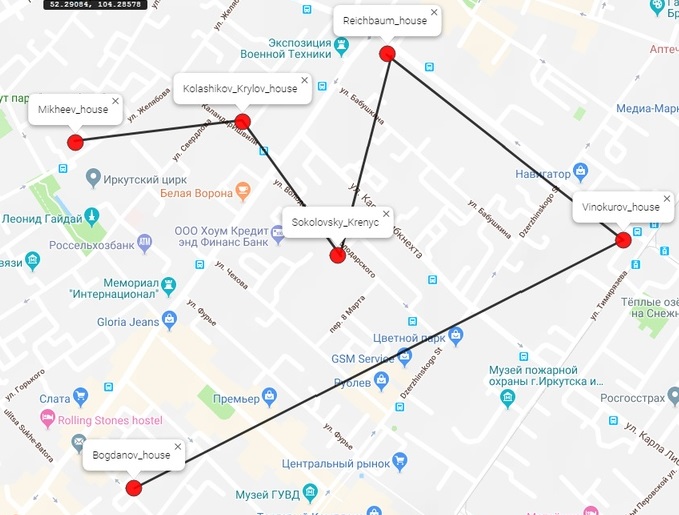 52.29084, 104.28578
Reichbaum_house
Экспозиция
Военной Техники
Аптеч
ул. Желябова
Kolashikov_Krylov_house
Mikheev_house
Каландаришвили
ул. Бабушкина
Медиа-Марк
ул. Свердлова
Иркутский цирк
Белая Ворона
Навигатор
Леонид Гайдай
ООО Хоум Кредит
энд Финанс Банк
Россельхозбанк
Sokolovsky_Krenyc
ул. Бабушкина
Dzerzhinskogo St
Vinokurov_house
Мемориал
"Интернационал"
ул. Чехова
пер. 8 Марта
ул. Тимирязева
Тёплые озё
на Снежн
Gloria Jeans
ул. Фурье
Цветной парк
GSM Service
Рублев
Dzerzhinskogo St
Музей пожарной
охраны г.Иркутска и...
ул. Горького
Слата
Премьер
Росгосстрах
Rolling Stones hostel
ulitsa Sukhe-Batora
ул. Фурье
ул. Карла Ли
Bogdanov_house
Центральный рынок
Музей ГУВД